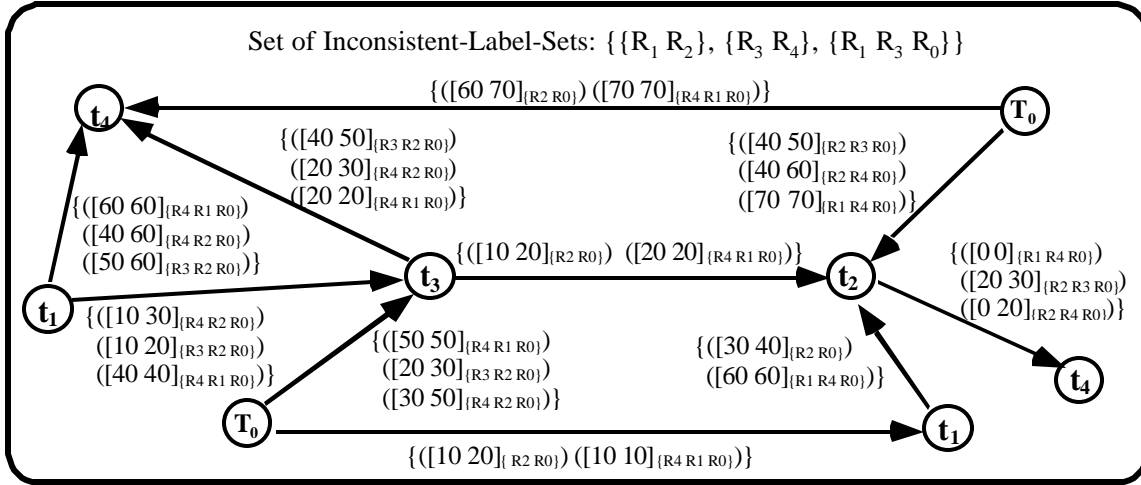 Set of Inconsistent-Label-Sets: {{R1 R2}, {R3 R4}, {R1 R3 R0}}
{([60 70]{R2 R0}) ([70 70]{R4 R1 R0})}
t4
T0
{([40 50]{R3 R2 R0})
([20 30]{R4 R2 R0})
([20 20]{R4 R1 R0})}
{([40 50]{R2 R3 R0})
([40 60]{R2 R4 R0})
([70 70]{R1 R4 R0})}
{([60 60]{R4 R1 R0})
([40 60]{R4 R2 R0})
([50 60]{R3 R2 R0})}
{([10 20]{R2 R0}) ([20 20]{R4 R1 R0})}
{([0 0]{R1 R4 R0})
([20 30]{R2 R3 R0})
([0 20]{R2 R4 R0})}
t1
t3
t2
{([10 30]{R4 R2 R0})
([10 20]{R3 R2 R0})
([40 40]{R4 R1 R0})}
{([50 50]{R4 R1 R0})
([20 30]{R3 R2 R0})
([30 50]{R4 R2 R0})}
{([30 40]{R2 R0})
([60 60]{R1 R4 R0})}
t4
T0
t1
{([10 20]{ R2 R0}) ([10 10]{R4 R1 R0})}